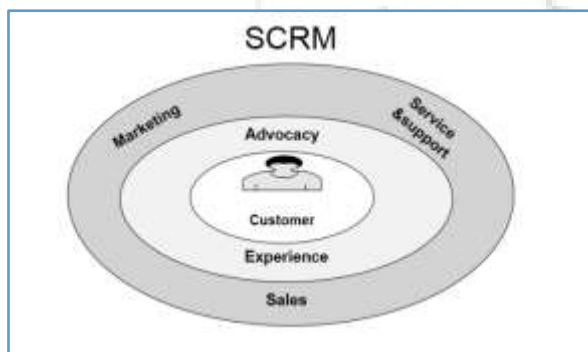 SCRM
Marketing
Service
&support
Advocacy
Customer
Experience
Sales